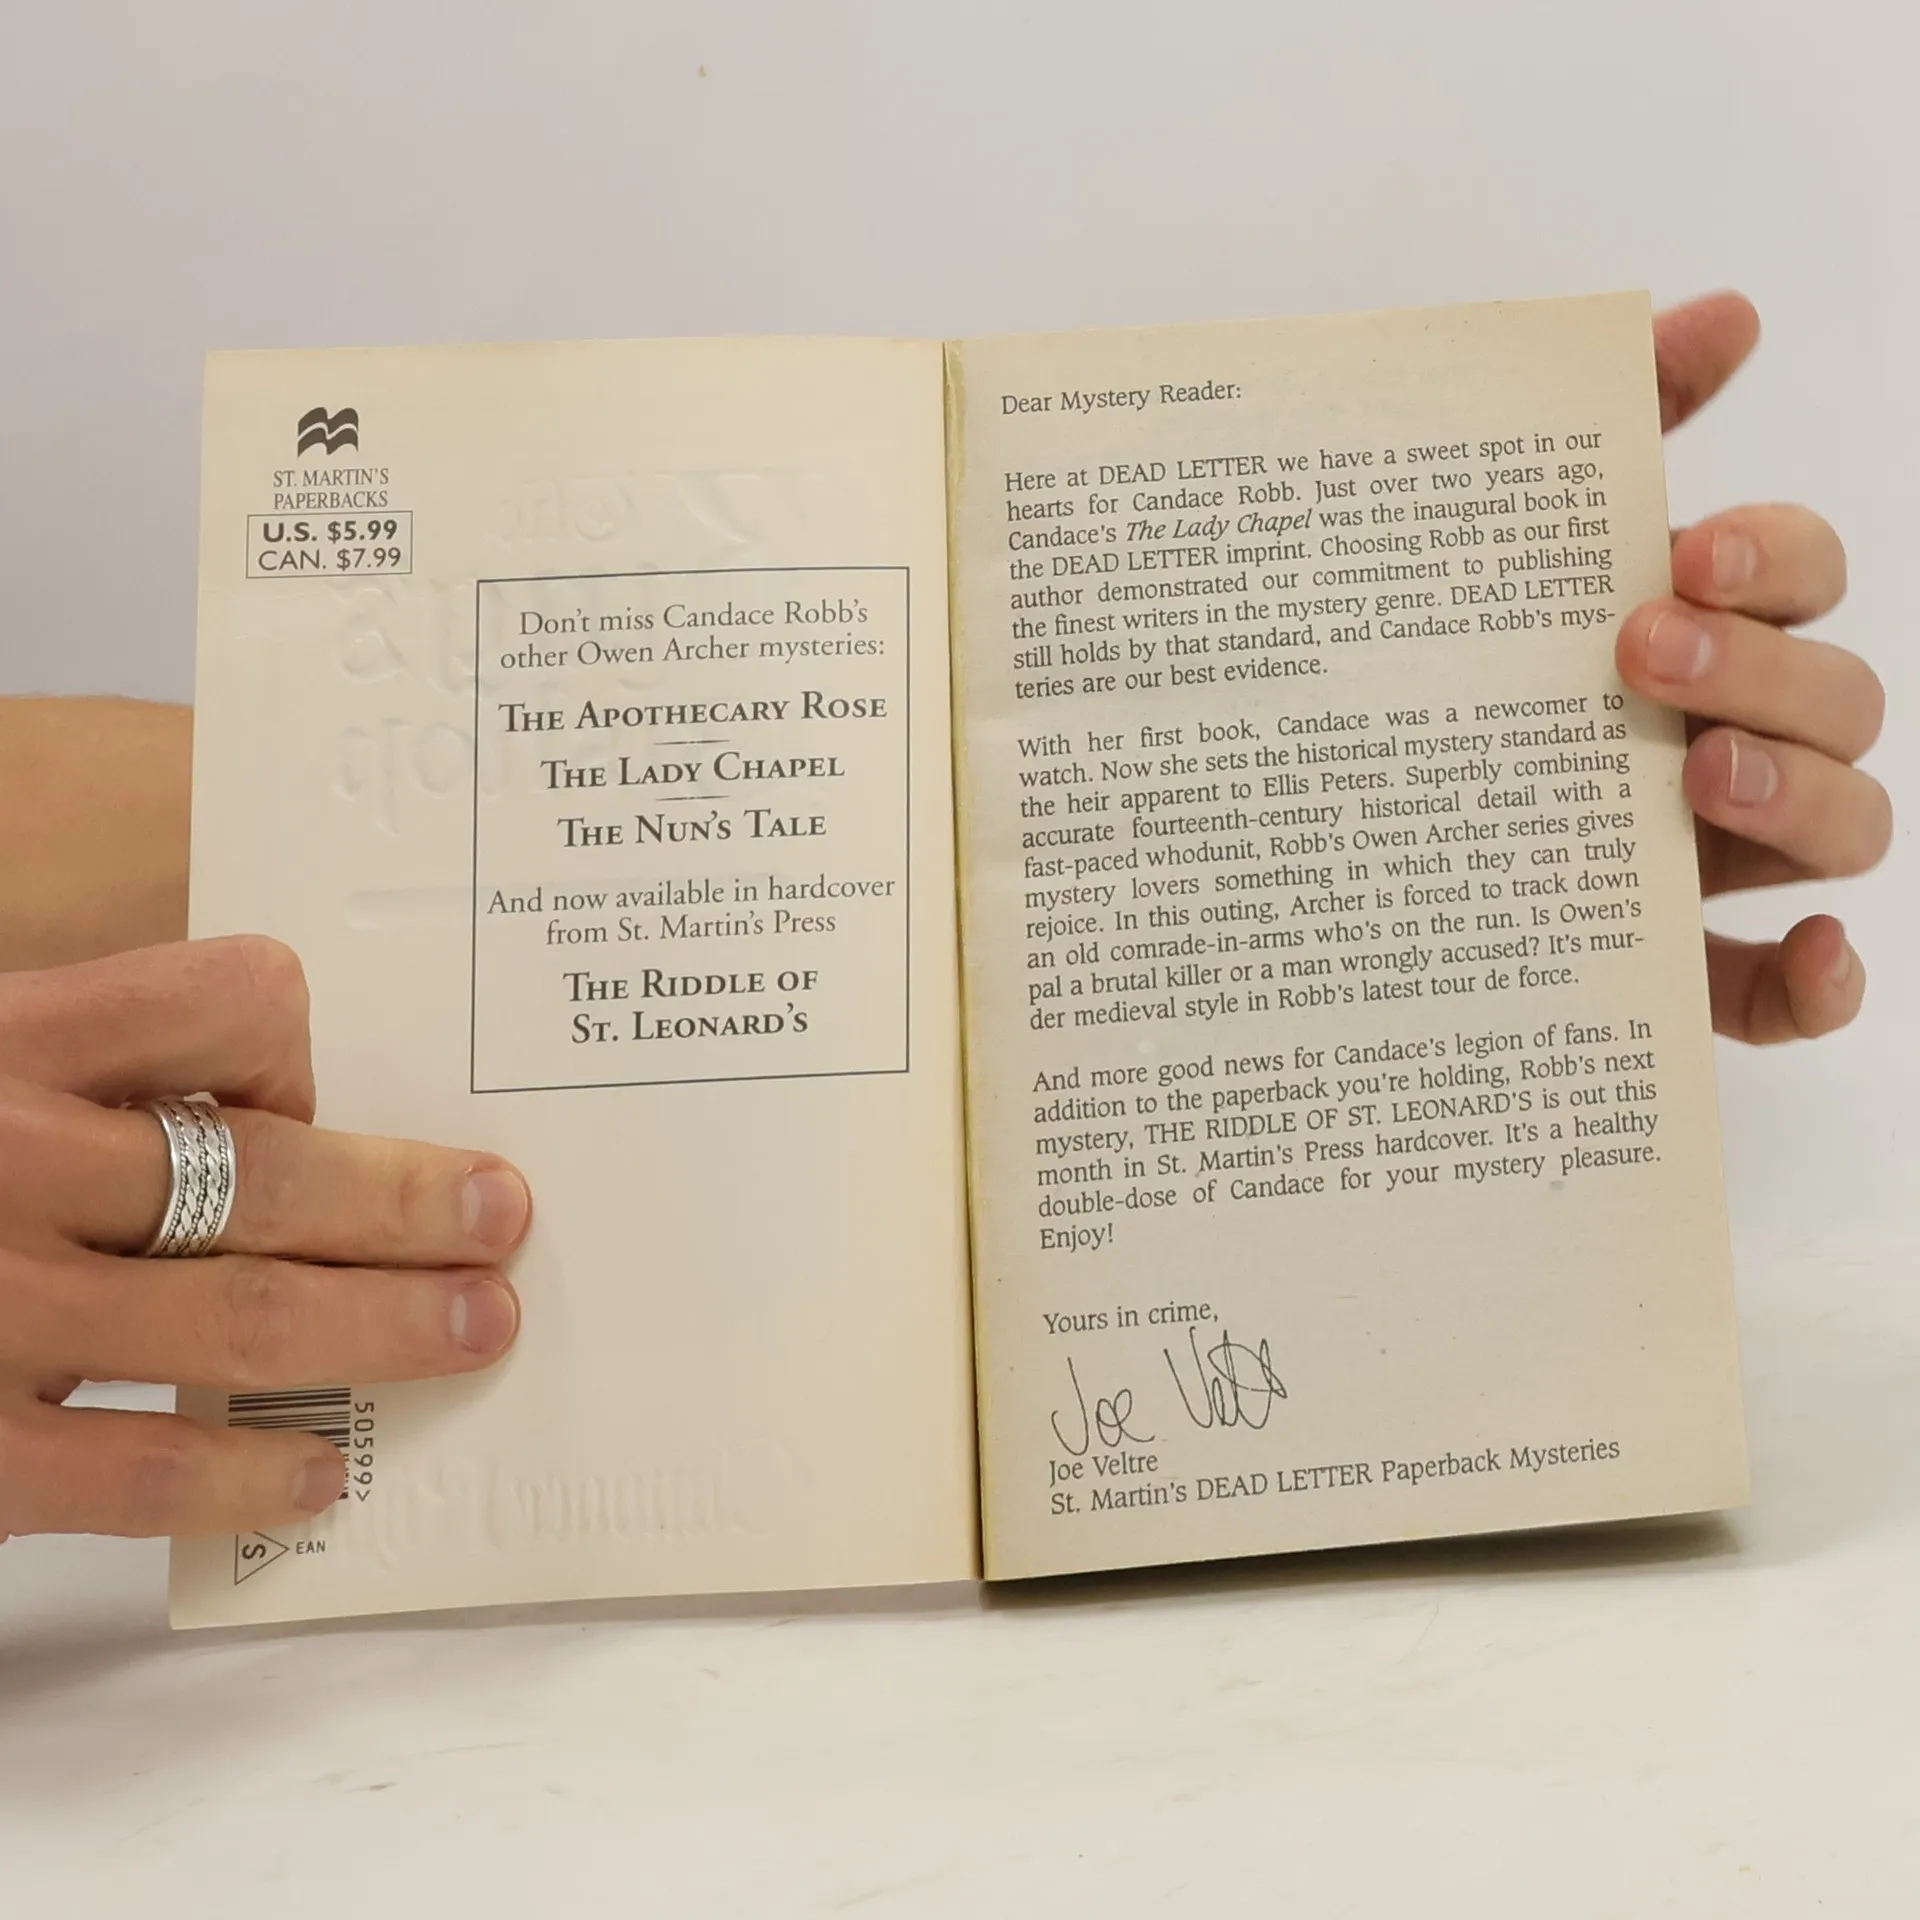 ST. MARTIN'S
PAPERBACKS
U.S. $5.99
CAN. $7.99
Don't miss Candace Robb's
other Owen Archer mysteries:
THE APOTHECARY ROSE
THE LADY CHAPEL
THE NUN'S TALE
And now available in hardcover
from St. Martin's Press
THE RIDDLE OF
ST. LEONARD'S
50599>
S EAN
Dear Mystery Reader:
Here at DEAD LETTER we have a sweet spot in our
hearts for Candace Robb. Just over two years ago,
Candace's The Lady Chapel was the inaugural book in
the DEAD LETTER imprint. Choosing Robb as our first
author demonstrated our commitment to publishing
the finest writers in the mystery genre. DEAD LETTER
still holds by that standard, and Candace Robb's mys-
teries are our best evidence.
With her first book, Candace was a newcomer to
watch. Now she sets the historical mystery standard as
the heir apparent to Ellis Peters. Superbly combining
accurate fourteenth-century historical detail with a
fast-paced whodunit, Robb's Owen Archer series gives
mystery lovers something in which they can truly
rejoice. In this outing, Archer is forced to track down
an old comrade-in-arms who's on the run. Is Owen's
pal a brutal killer or a man wrongly accused? It's mur-
der medieval style in Robb's latest tour de force.
And more good news for Candace's legion of fans. In
addition to the paperback you're holding, Robb's next
mystery, THE RIDDLE OF ST. LEONARD'S is out this
month in St. Martin's Press hardcover. It's a healthy
double-dose of Candace for your mystery pleasure.
Enjoy!
Yours in crime,
Joe Veltre
Joe Veltre
St. Martin's DEAD LETTER Paperback Mysteries